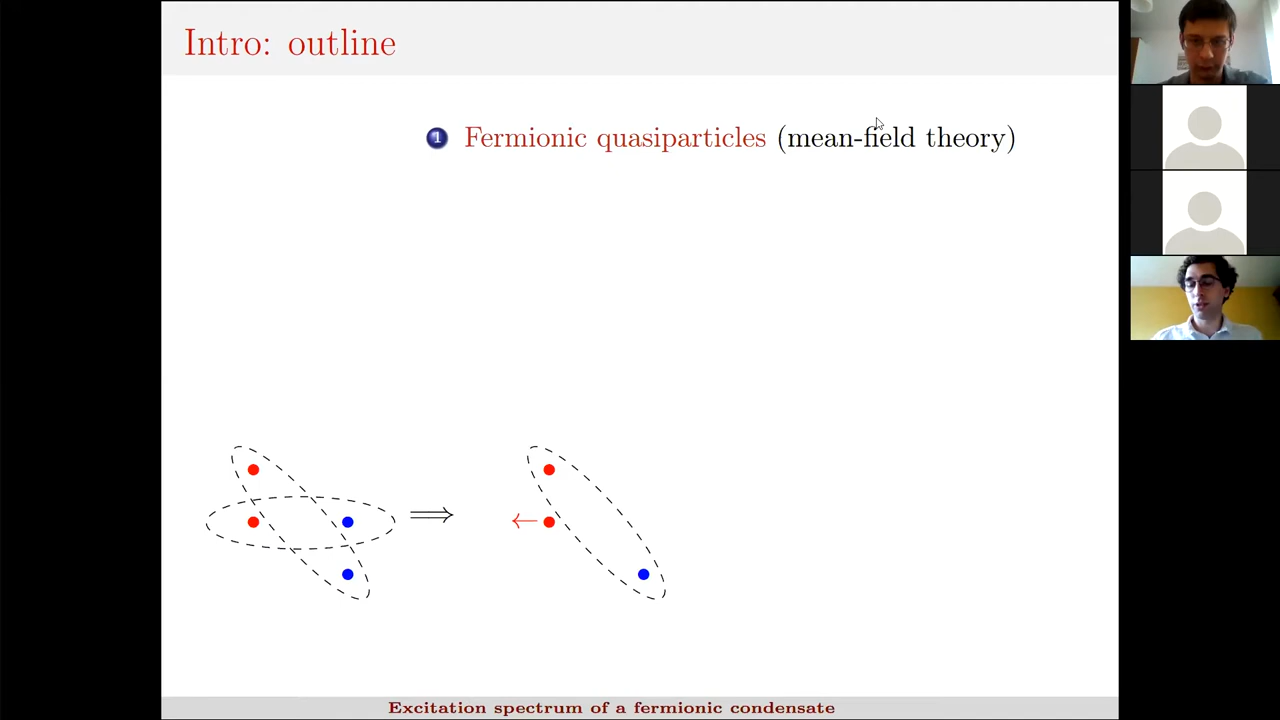 Intro: outline
1 Fermionic quasiparticles (mean-field theory)
Excitation spectrum of a fermionic condensate